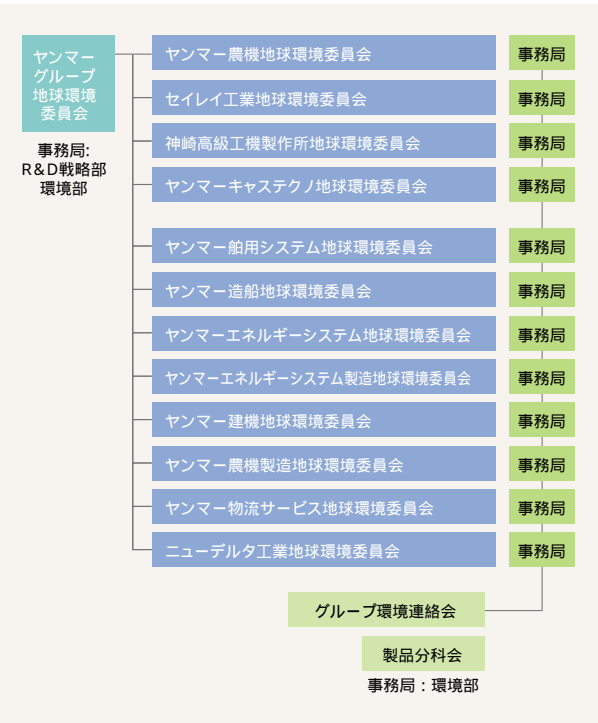 ヤンマー
グループ
地球環境
委員会
事務局:
R&D戦略部
環境部
ヤンマー農機地球環境委員会 事務局
セイレイ工業地球環境委員会 事務局
神崎高級工機製作所地球環境委員会 事務局
ヤンマーキャステクノ地球環境委員会 事務局
ヤンマー舶用システム地球環境委員会 事務局
ヤンマー造船地球環境委員会 事務局
ヤンマーエネルギーシステム地球環境委員会 事務局
ヤンマーエネルギーシステム製造地球環境委員会 事務局
ヤンマー建機地球環境委員会 事務局
ヤンマー農機製造地球環境委員会 事務局
ヤンマー物流サービス地球環境委員会 事務局
ニューデルタ工業地球環境委員会 事務局
グループ環境連絡会
製品分科会
事務局：環境部